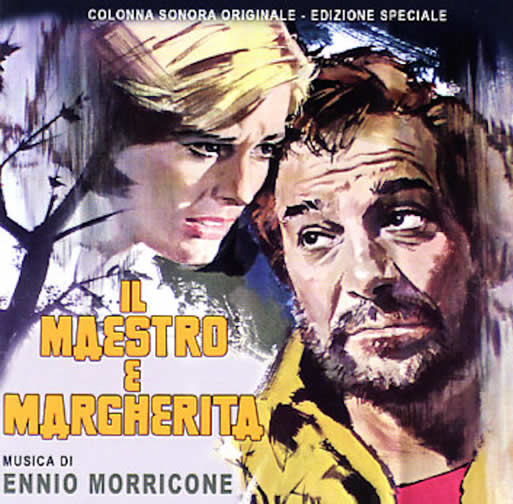 COLONNA SONORA ORIGINALE - EDIZIONE SPECIALE
IL
MAESTRO
E
MARGHERITA
MUSICA DI
ENNIO MORRICONE